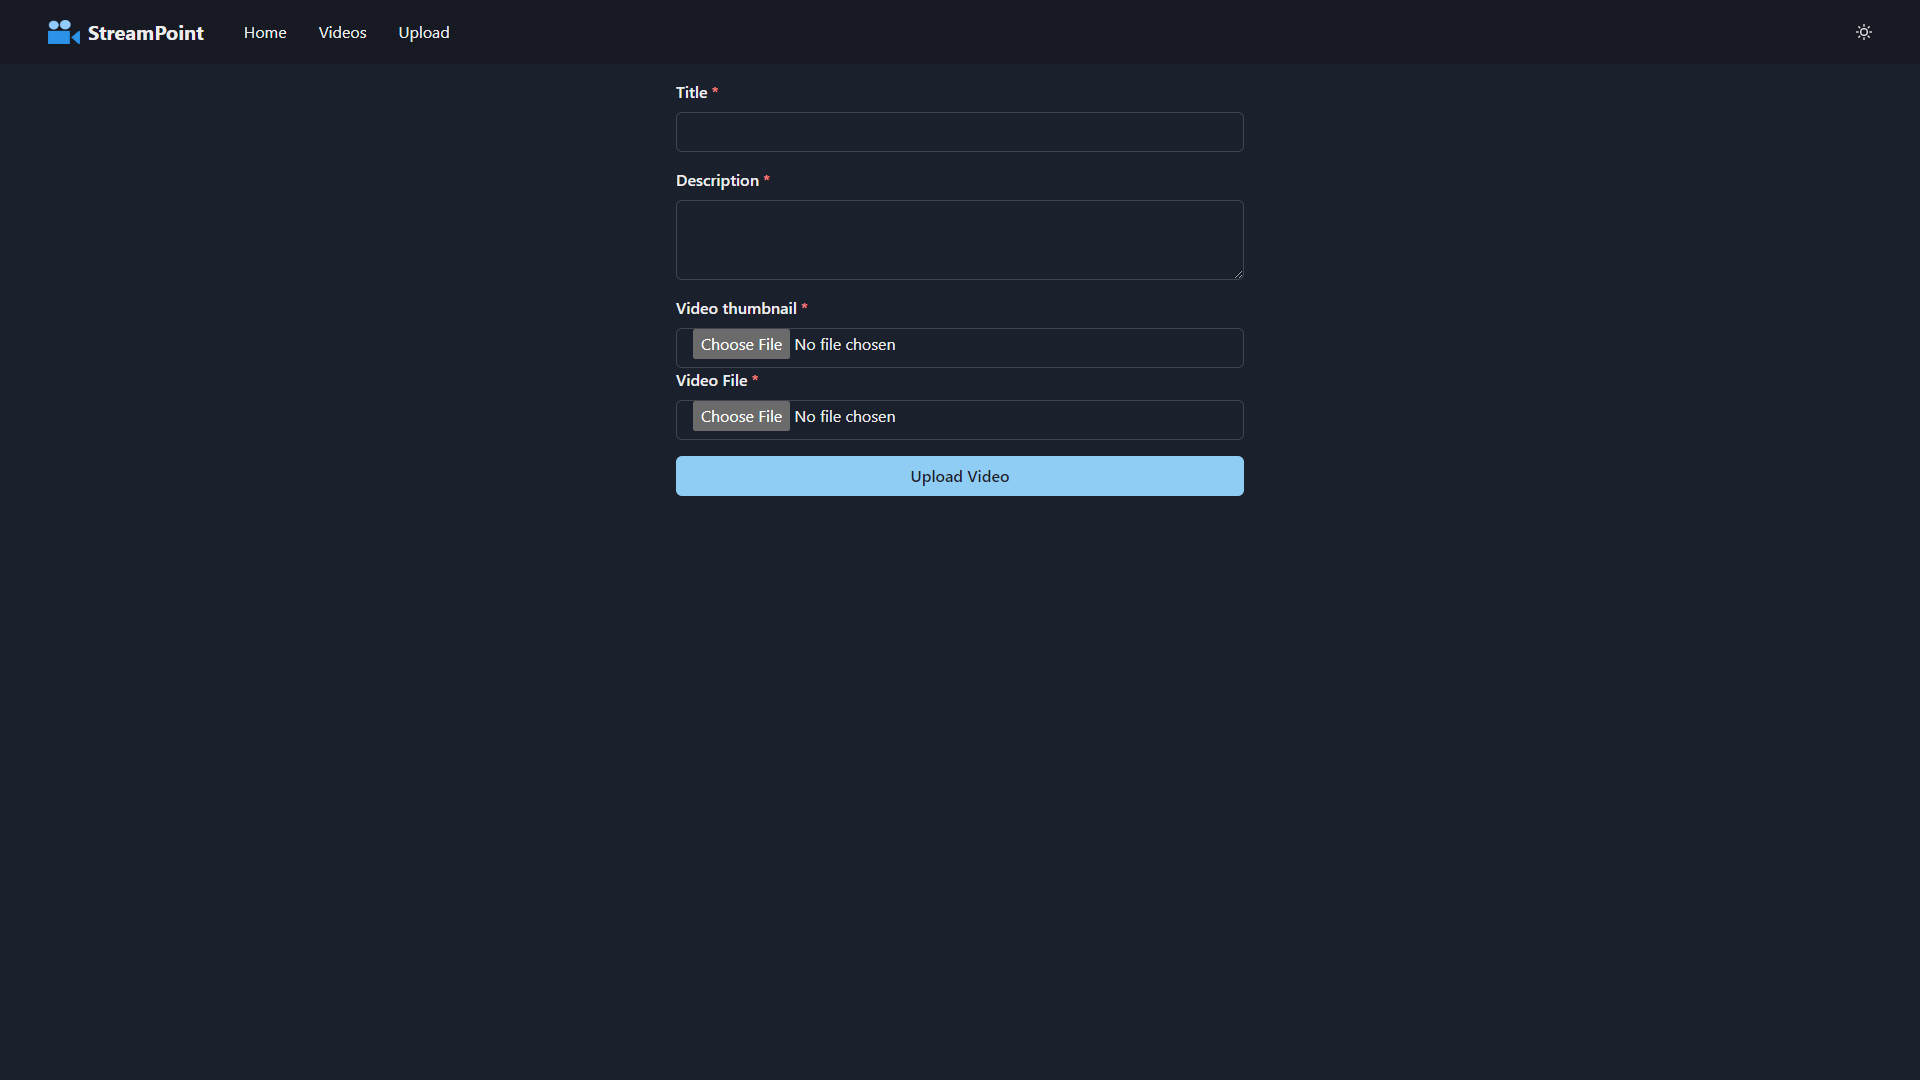 StreamPoint Home Videos Upload
Title *
Description *
Video thumbnail *
Choose File No file chosen
Video File *
Choose File No file chosen
Upload Video